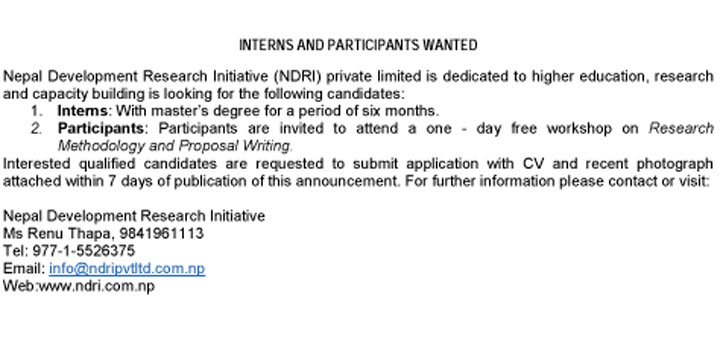 INTERNS AND PARTICIPANTS WANTED
Nepal Development Research Initiative (NDRI) private limited is dedicated to higher education, research
and capacity building is looking for the following candidates:
1. Interns: With master's degree for a period of six months.
2. Participants: Participants are invited to attend a one - day free workshop on Research
Methodology and Proposal Writing.
Interested qualified candidates are requested to submit application with CV and recent photograph
attached within 7 days of publication of this announcement. For further information please contact or visit:
Nepal Development Research Initiative
Ms Renu Thapa, 9841961113
Tel: 977-1-5526375
Email: info@ndripvtltd.com.np
Web:www.ndri.com.np